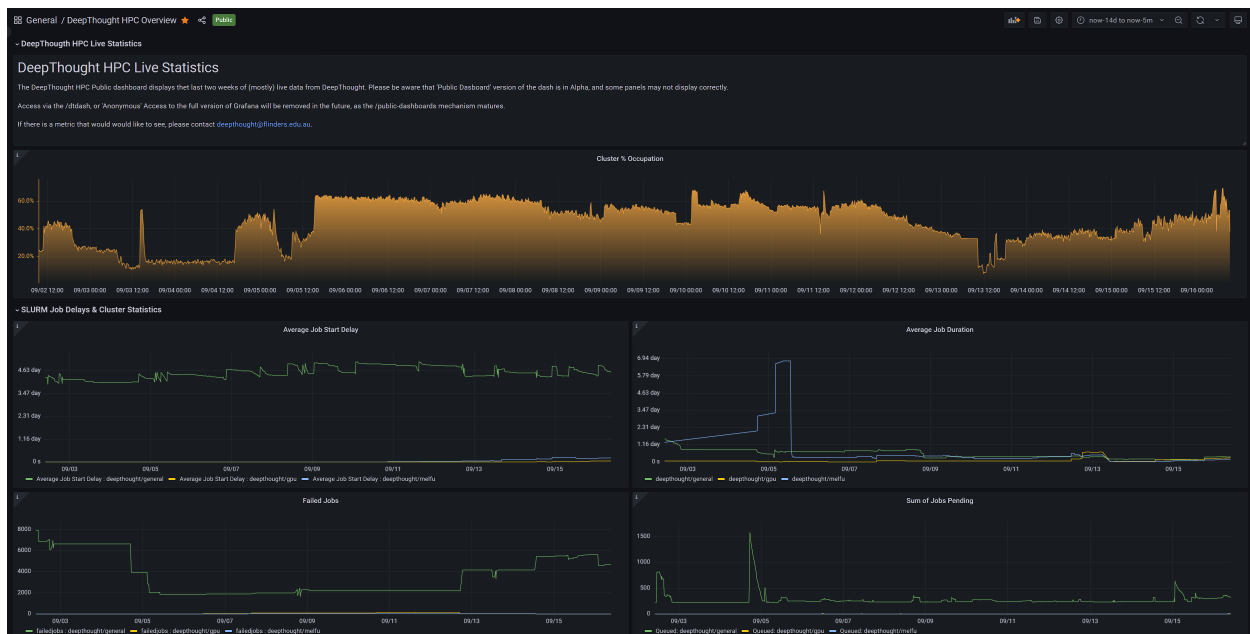 General / DeepThought HPC Overview Public now-14d to now-5m
DeepThougth HPC Live Statistics
DeepThought HPC Live Statistics
The DeepThought HPC Public dashboard displays thet last two weeks of (mostly) live data from DeepThought. Please be aware that 'Public Dasboard' version of the dash is in Alpha, and some panels may not display correctly.
Access via the /dtdash, or 'Anonymous' Access to the full version of Grafana will be removed in the future, as the /public-dashboards mechanism matures.
If there is a metric that would would like to see, please contact deepthought@flinders.edu.au.
Cluster % Occupation
60.0%
40.0%
20.0%
09/02 12:00 09/03 00:00 09/03 12:00 09/04 00:00 09/04 12:00 09/05 00:00 09/05 12:00 09/06 00:00 09/06 12:00 09/07 00:00 09/07 12:00 09/08 00:00 09/08 12:00 09/09 00:00 09/09 12:00 09/10 00:00 09/10 12:00 09/11 00:00 09/11 12:00 09/12 00:00 09/12 12:00 09/13 00:00 09/13 12:00 09/14 00:00 09/14 12:00 09/15 00:00 09/15 12:00 09/16 00:00
SLURM Job Delays & Cluster Statistics
Average Job Start Delay
4.63 day
3.47 day
2.31 day
1.16 day
0 s
09/03 09/05 09/07 09/09 09/11 09/13 09/15
Average Job Start Delay : deepthought/general Average Job Start Delay : deepthought/gpu Average Job Start Delay : deepthought/melfu
Average Job Duration
6.94 day
5.79 day
4.63 day
3.47 day
2.31 day
1.16 day
0 s
09/03 09/05 09/07 09/09 09/11 09/13 09/15
deepthought/general deepthought/gpu deepthought/melfu
Failed Jobs
8000
6000
4000
2000
0
09/03 09/05 09/07 09/09 09/11 09/13 09/15
failedjobs : deepthought/general failedjobs : deepthought/gpu failedjobs : deepthought/melfu
Sum of Jobs Pending
1500
1000
500
0
09/03 09/05 09/07 09/09 09/11 09/13 09/15
Queued: deepthought/general Queued: deepthought/gpu Queued: deepthought/melfu